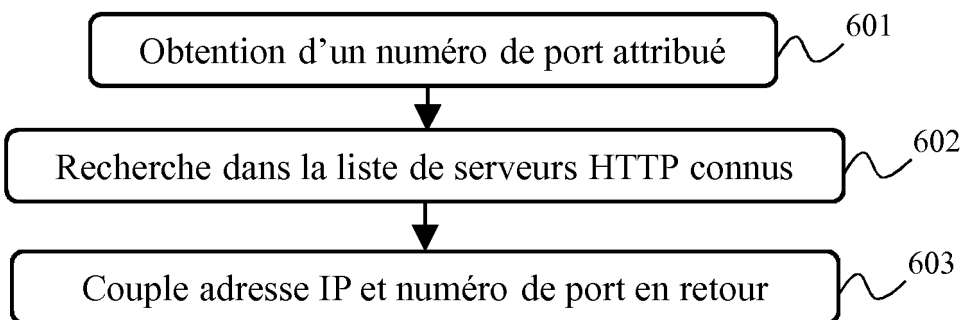 Obtention d'un numéro de port attribué
601
Recherche dans la liste de serveurs HTTP connus
602
Couple adresse IP et numéro de port en retour
603